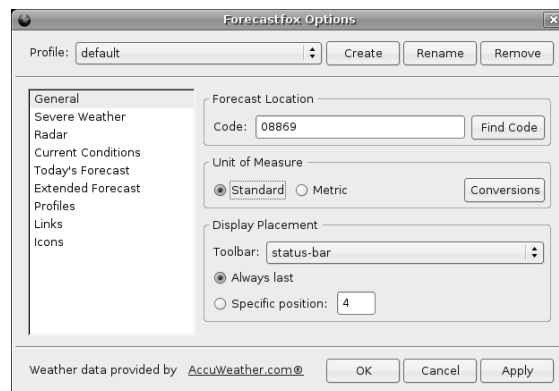 Forecastfox Options
Profile: default Create Rename Remove
General
Severe Weather
Radar
Current Conditions
Today's Forecast
Extended Forecast
Profiles
Links
Icons
Forecast Location
Code: 08869 Find Code
Unit of Measure
Standard Metric Conversions
Display Placement
Toolbar: status-bar
Always last
Specific position: 4
Weather data provided by AccuWeather.com® OK Cancel Apply